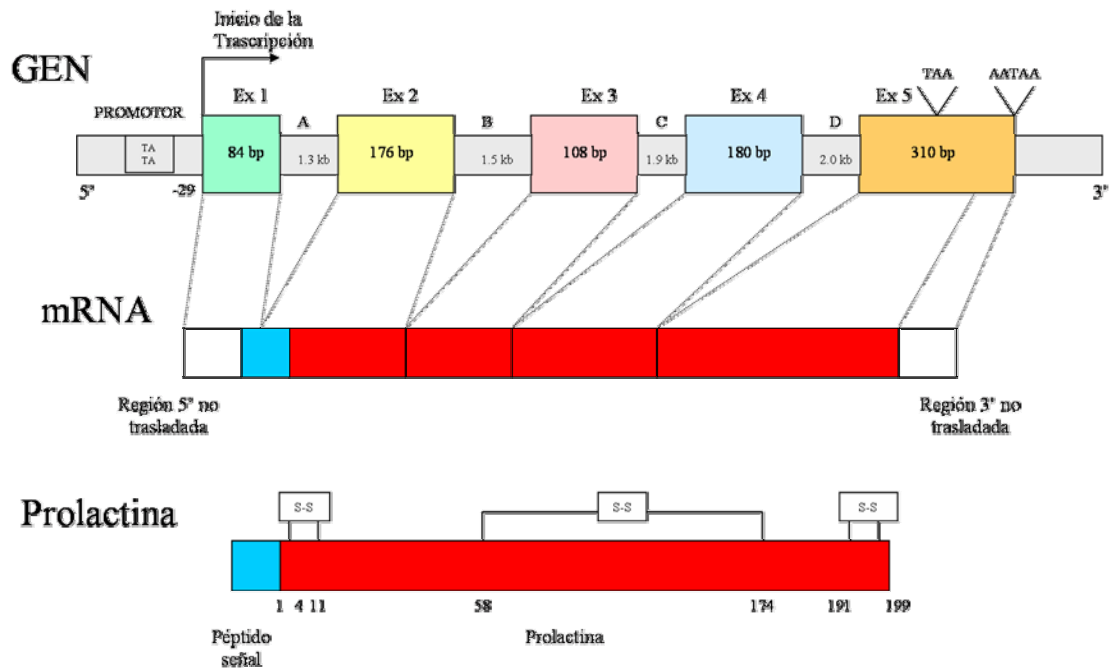 Inicio de la
Trascripción
GEN
TAA AATAA
Ex 1 Ex 2 Ex 3 Ex 4 Ex 5
PROMOTOR
A B C D
TA
TA
84 bp 176 bp 108 bp 180 bp 310 bp
1.3 kb 1.5 kb 1.9 kb 2.0 kb
5' -29 3'
mRNA
Región 5' no
trasladada
Región 3' no
trasladada
Prolactina
S-S S-S S-S
1 4 11 58 174 191 199
Péptido
señal
Prolactina